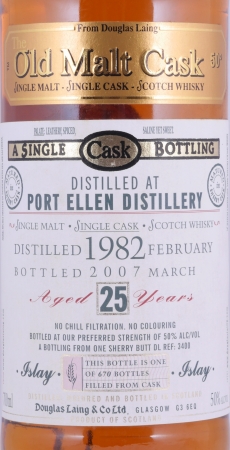 From Douglas Laing
Old Malt Cask 50°
SINGLE MALT - SINGLE CASK - SCOTCH WHISKY
A SINGLE Cask BOTTLING
DISTILLED AT
PORT ELLEN DISTILLERY
SINGLE MALT - SINGLE CASK - SCOTCH WHISKY
DISTILLED 1982 FEBRUARY
BOTTLED 2007 MARCH
Aged 25 Years
NO CHILL FILTRATION. NO COLOURING
BOTTLED AT OUR PREFERRED STRENGTH OF 50% ALC/VOL
A BOTTLING FROM ONE SHERRY BUTT DL REF: 3400
Islay THIS BOTTLE IS ONE Islay
OF 670 BOTTLES
FILLED FROM CASK
Douglas Laing & Co Ltd, GLASGOW G3 6EQ